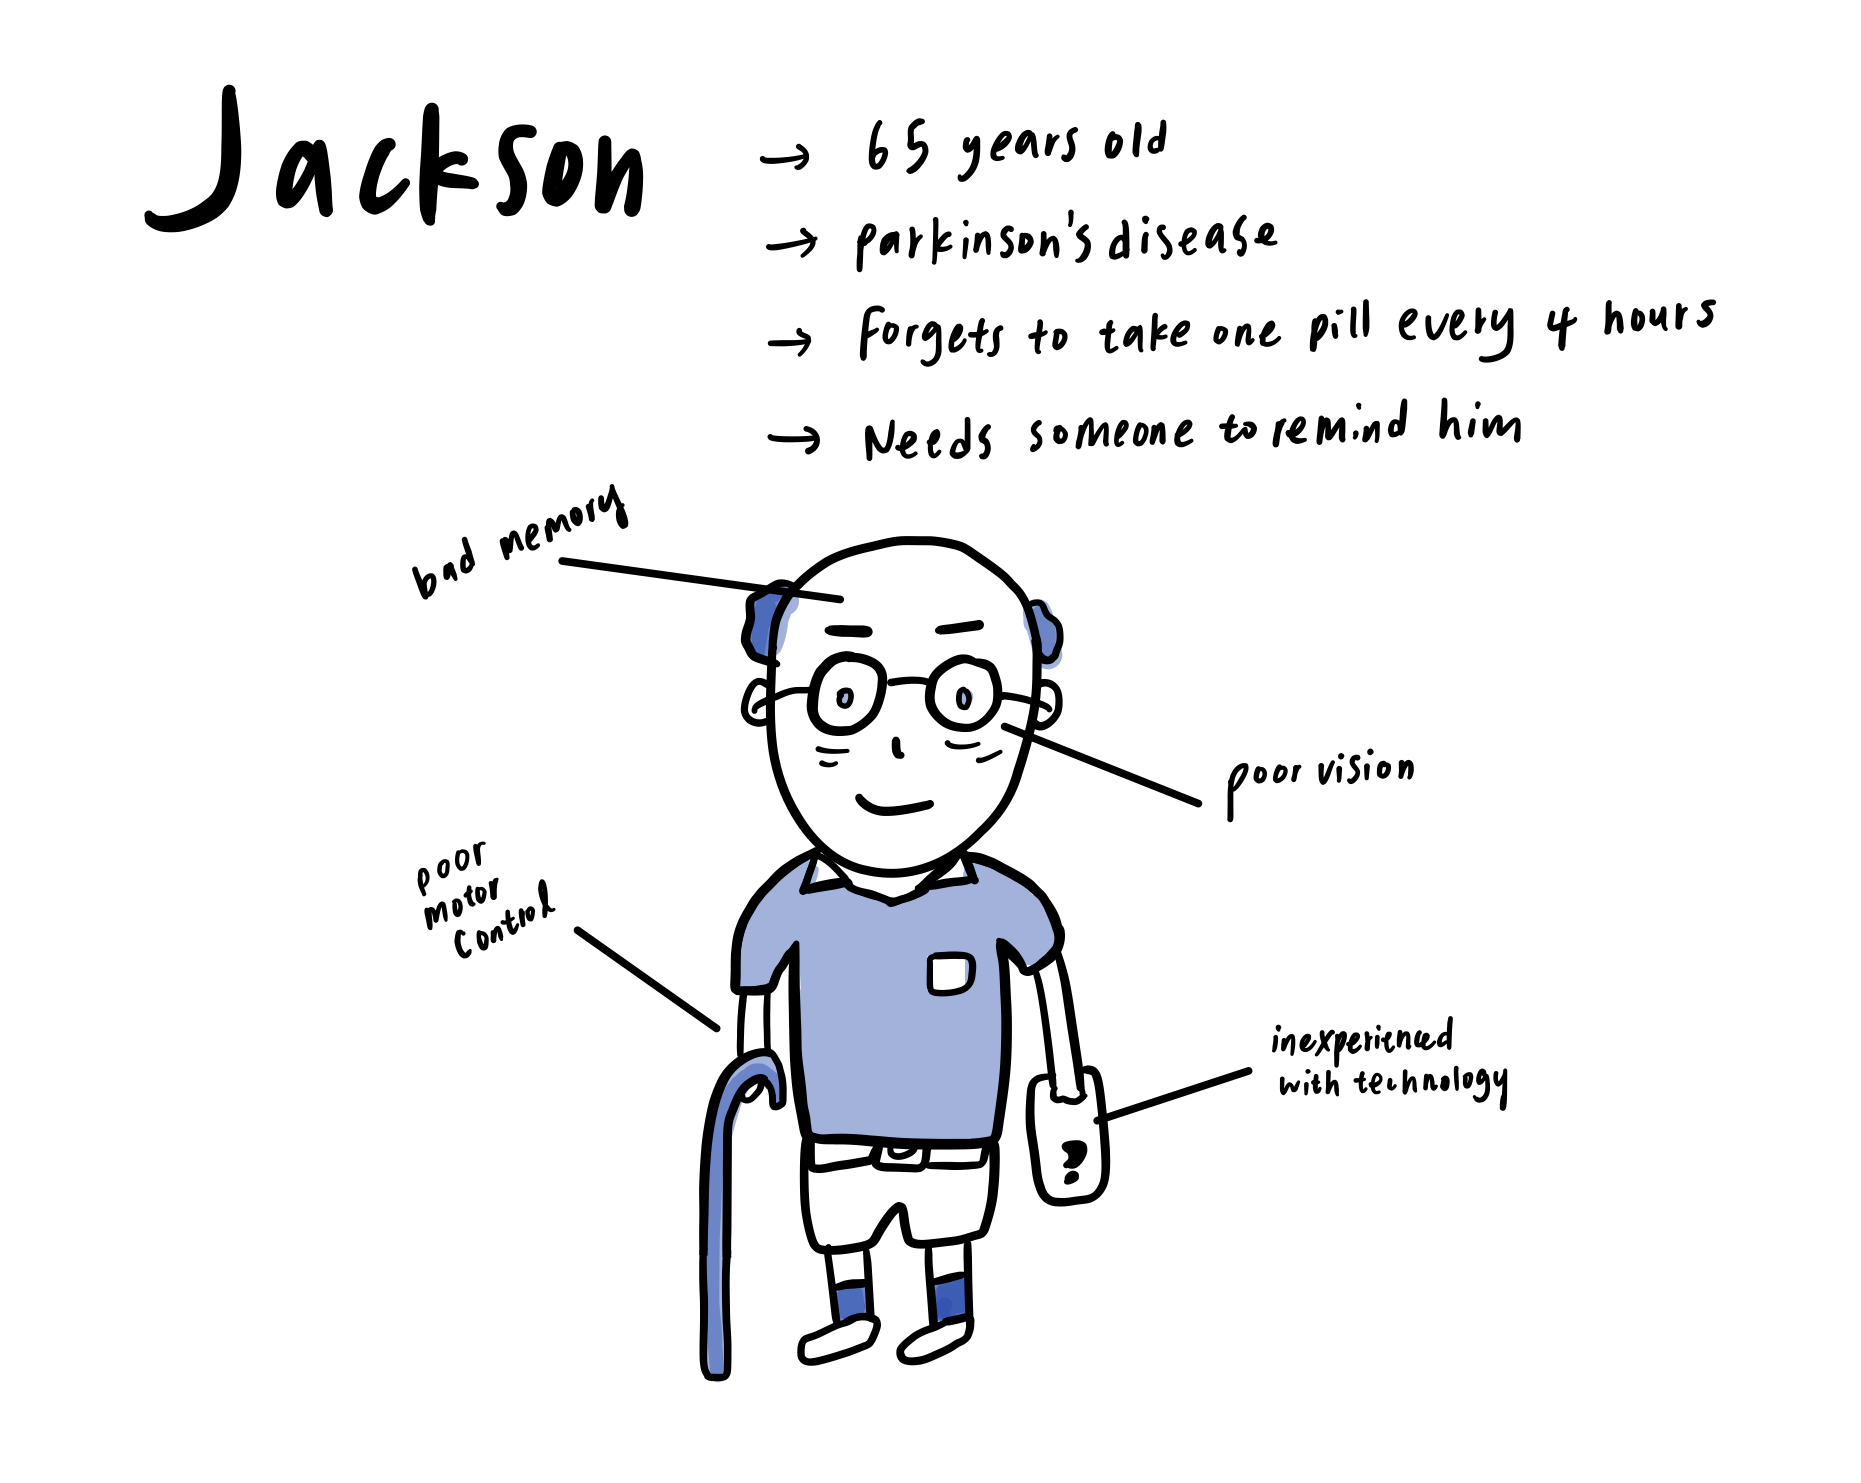 Jackson
→ 65 years old
→ parkinson's disease
→ Forgets to take one pill every 4 hours
→ Needs someone to remind him
bad memory
poor vision
poor
motor
control
inexperienced
with technology
?